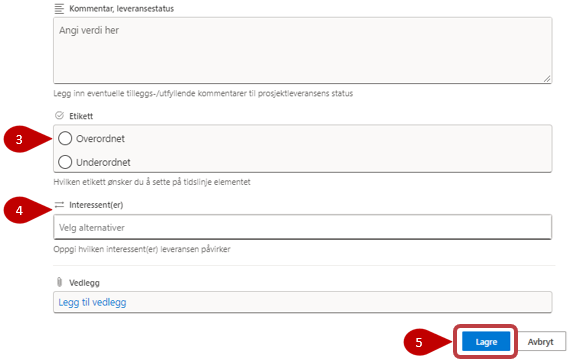 Kommentar, leveransestatus
Angi verdi her
Legg inn eventuelle tilleggs-/utfyllende kommentarer til prosjektleveransens status
Etikett
3
Overordnet
Underordnet
Hvilken etikett ønsker du å sette på tidslinje elementet
4
Interessent(er)
Velg alternativer
Oppgi hvilken interessent(er) leveransen påvirker
Vedlegg
Legg til vedlegg
5
Lagre Avbryt